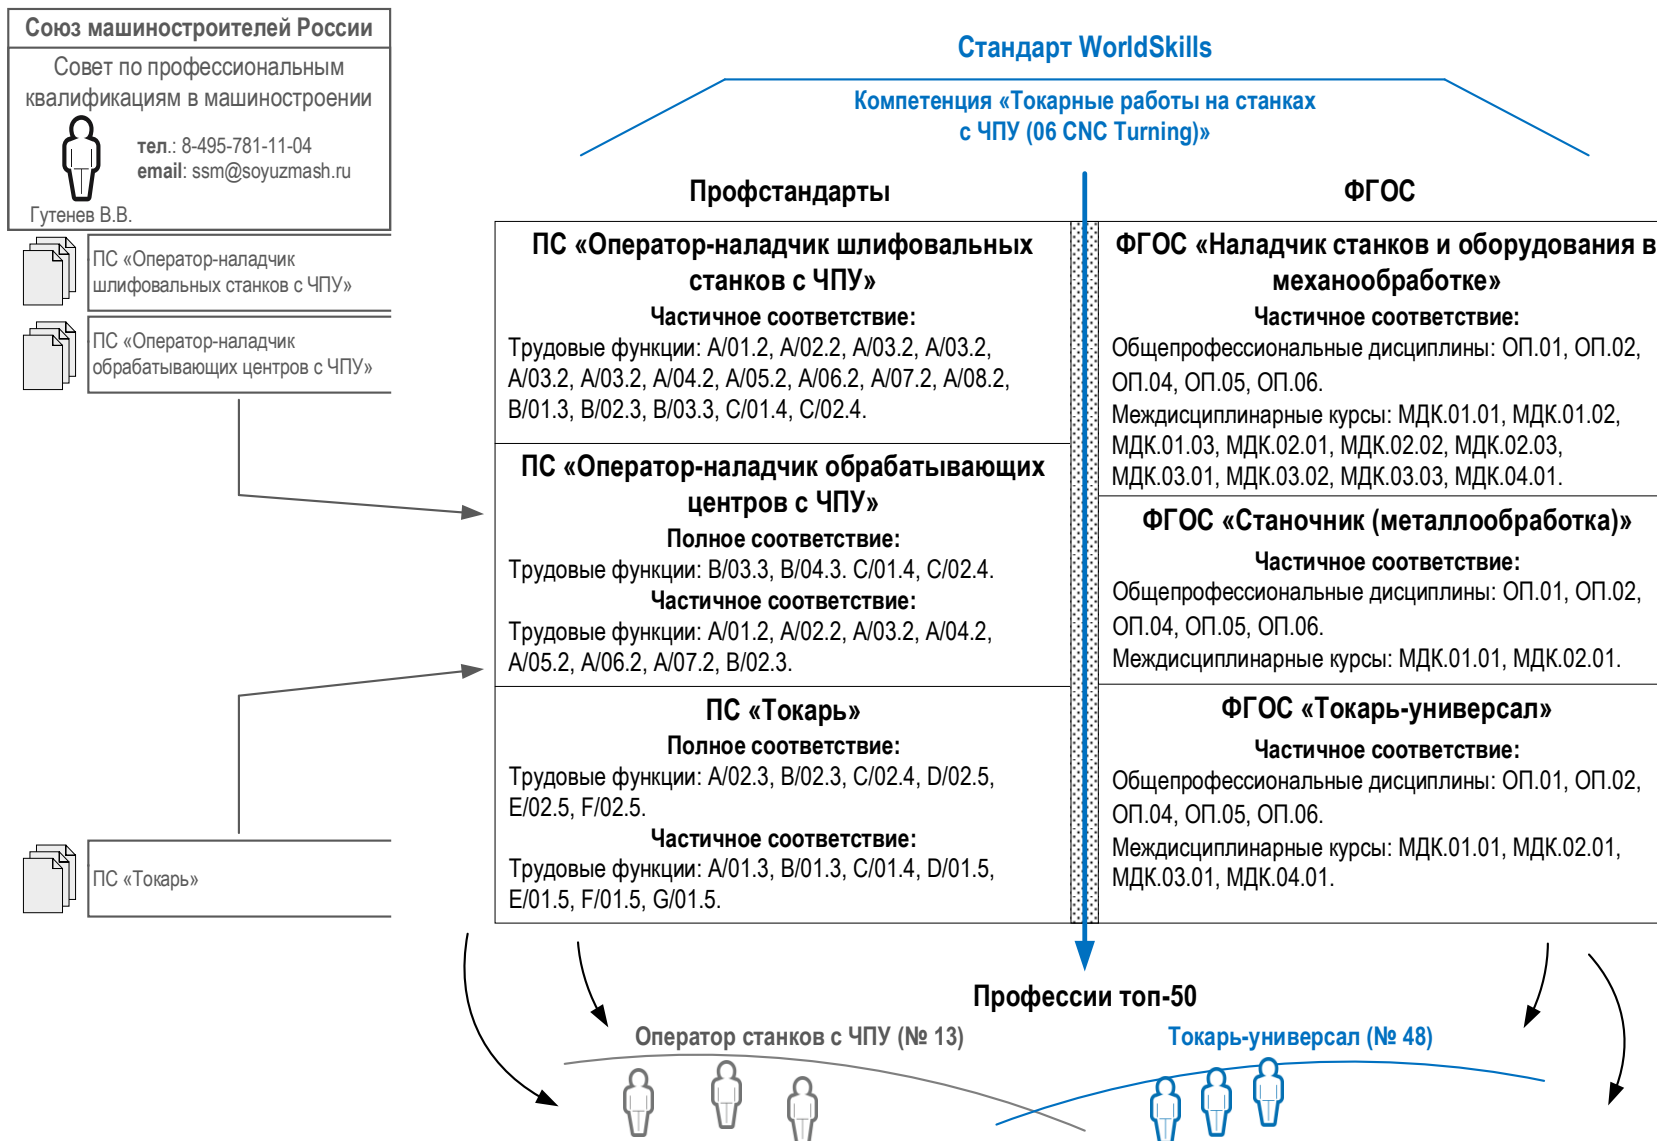 Союз машиностроителей России
Совет по профессиональным
квалификациям в машиностроении
тел.: 8-495-781-11-04
email: ssm@soyuzmash.ru
Гутенев В.В.
ПС «Оператор-наладчик
шлифовальных станков с ЧПУ»
ПС «Оператор-наладчик
обрабатывающих центров с ЧПУ»
ПС «Токарь»
Стандарт WorldSkills
Компетенция «Токарные работы на станках
с ЧПУ (06 CNC Turning)»
Профстандарты
ПС «Оператор-наладчик шлифовальных
станков с ЧПУ»
Частичное соответствие:
Трудовые функции: A/01.2, A/02.2, A/03.2, A/03.2,
A/03.2, A/03.2, A/04.2, A/05.2, A/06.2, A/07.2, A/08.2,
B/01.3, B/02.3, B/03.3, C/01.4, C/02.4.
ПС «Оператор-наладчик обрабатывающих
центров с ЧПУ»
Полное соответствие:
Трудовые функции: B/03.3, B/04.3. C/01.4, C/02.4.
Частичное соответствие:
Трудовые функции: A/01.2, A/02.2, A/03.2, A/04.2,
A/05.2, A/06.2, A/07.2, B/02.3.
ПС «Токарь»
Полное соответствие:
Трудовые функции: A/02.3, B/02.3, C/02.4, D/02.5,
E/02.5, F/02.5.
Частичное соответствие:
Трудовые функции: A/01.3, B/01.3, C/01.4, D/01.5,
E/01.5, F/01.5, G/01.5.
ФГОС
ФГОС «Наладчик станков и оборудования в
механообработке»
Частичное соответствие:
Общепрофессиональные дисциплины: ОП.01, ОП.02,
ОП.04, ОП.05, ОП.06.
Междисциплинарные курсы: МДК.01.01, МДК.01.02,
МДК.01.03, МДК.02.01, МДК.02.02, МДК.02.03,
МДК.03.01, МДК.03.02, МДК.03.03, МДК.04.01.
ФГОС «Станочник (металлообработка)»
Частичное соответствие:
Общепрофессиональные дисциплины: ОП.01, ОП.02,
ОП.04, ОП.05, ОП.06.
Междисциплинарные курсы: МДК.01.01, МДК.02.01.
ФГОС «Токарь-универсал»
Частичное соответствие:
Общепрофессиональные дисциплины: ОП.01, ОП.02,
ОП.04, ОП.05, ОП.06.
Междисциплинарные курсы: МДК.01.01, МДК.02.01,
МДК.03.01, МДК.04.01.
Профессии топ-50
Оператор станков с ЧПУ (№ 13)
Токарь-универсал (№ 48)